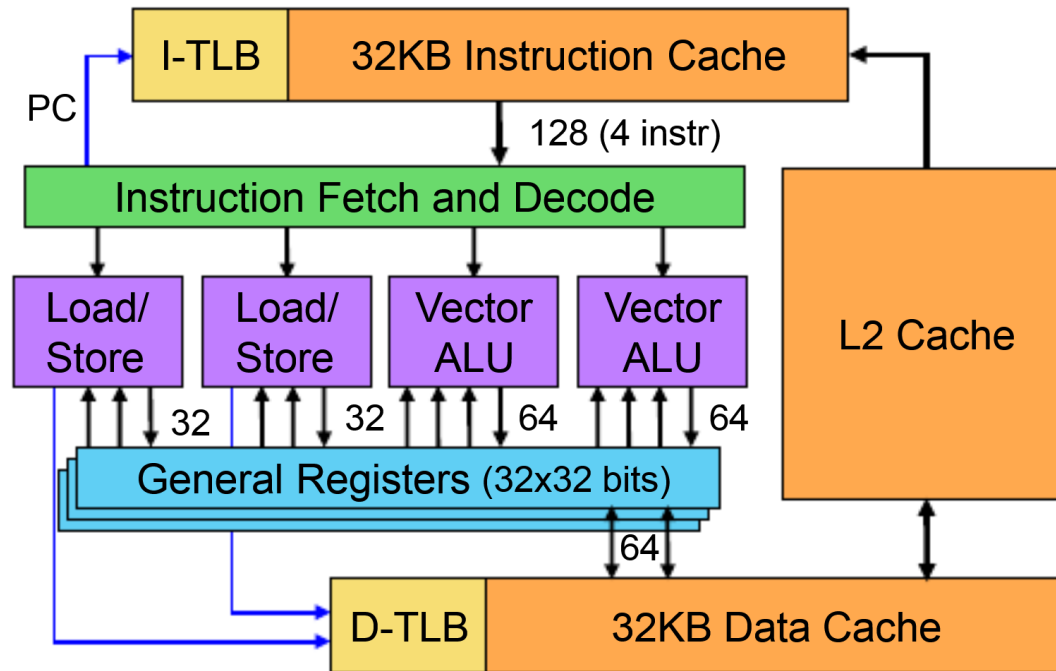 I-TLB
32KB Instruction Cache
PC
128 (4 instr)
Instruction Fetch and Decode
Load/
Store
Load/
Store
Vector
ALU
Vector
ALU
L2 Cache
32
32
64
64
General Registers (32x32 bits)
64
D-TLB
32KB Data Cache